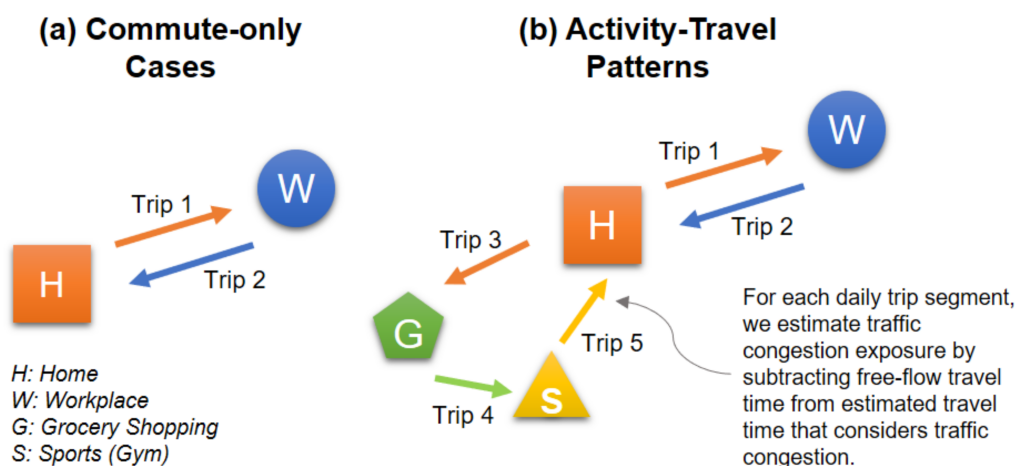 (a) Commute-only
Cases
Trip 1
W
H
Trip 2
H: Home
W: Workplace
G: Grocery Shopping
S: Sports (Gym)
(b) Activity-Travel
Patterns
Trip 1
W
H
Trip 2
Trip 3
G
Trip 5
S
Trip 4
For each daily trip segment,
we estimate traffic
congestion exposure by
subtracting free-flow travel
time from estimated travel
time that considers traffic
congestion.